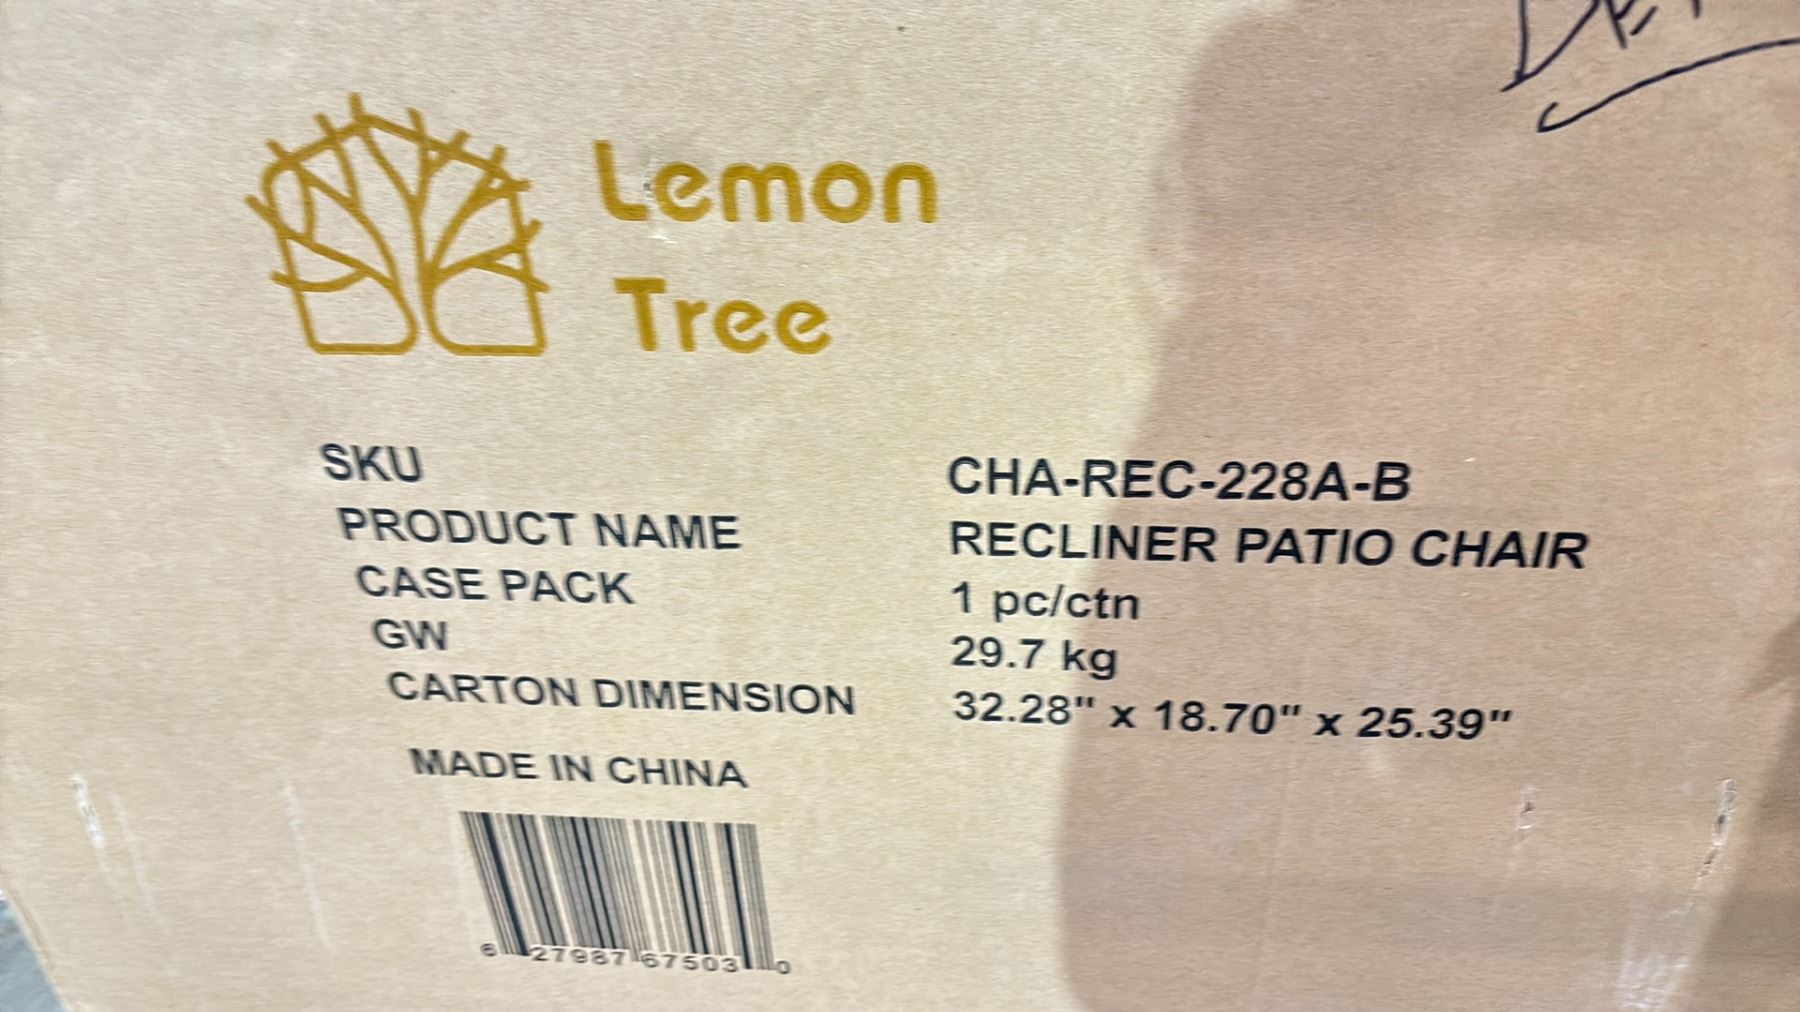 Lemon
Tree
SKU CHA-REC-228A-B
PRODUCT NAME RECLINER PATIO CHAIR
CASE PACK 1 pc/ctn
GW 29.7 kg
CARTON DIMENSION 32.28" x 18.70" x 25.39"
MADE IN CHINA
6 27987 67503 0